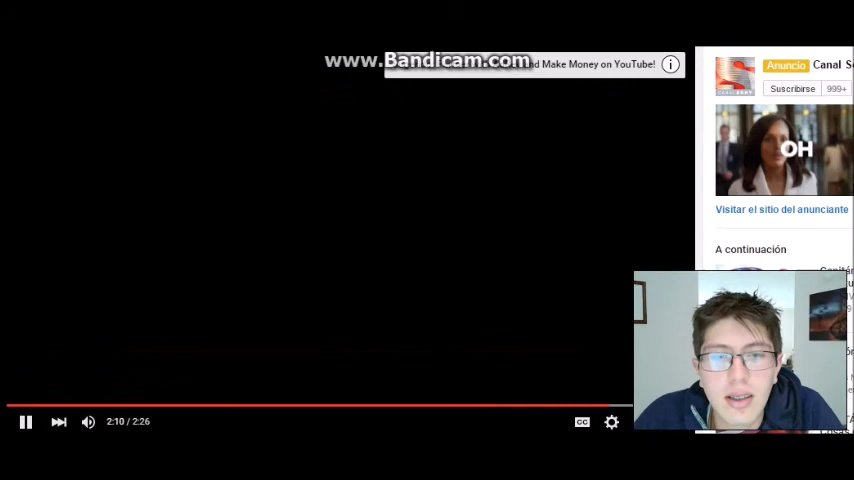 www.Bandicam.com
nd Make Money on YouTube!
Anuncio Canal S
Suscribirse 999+
OH
Visitar el sitio del anunciante
A continuación
2:10 / 2:26
CC